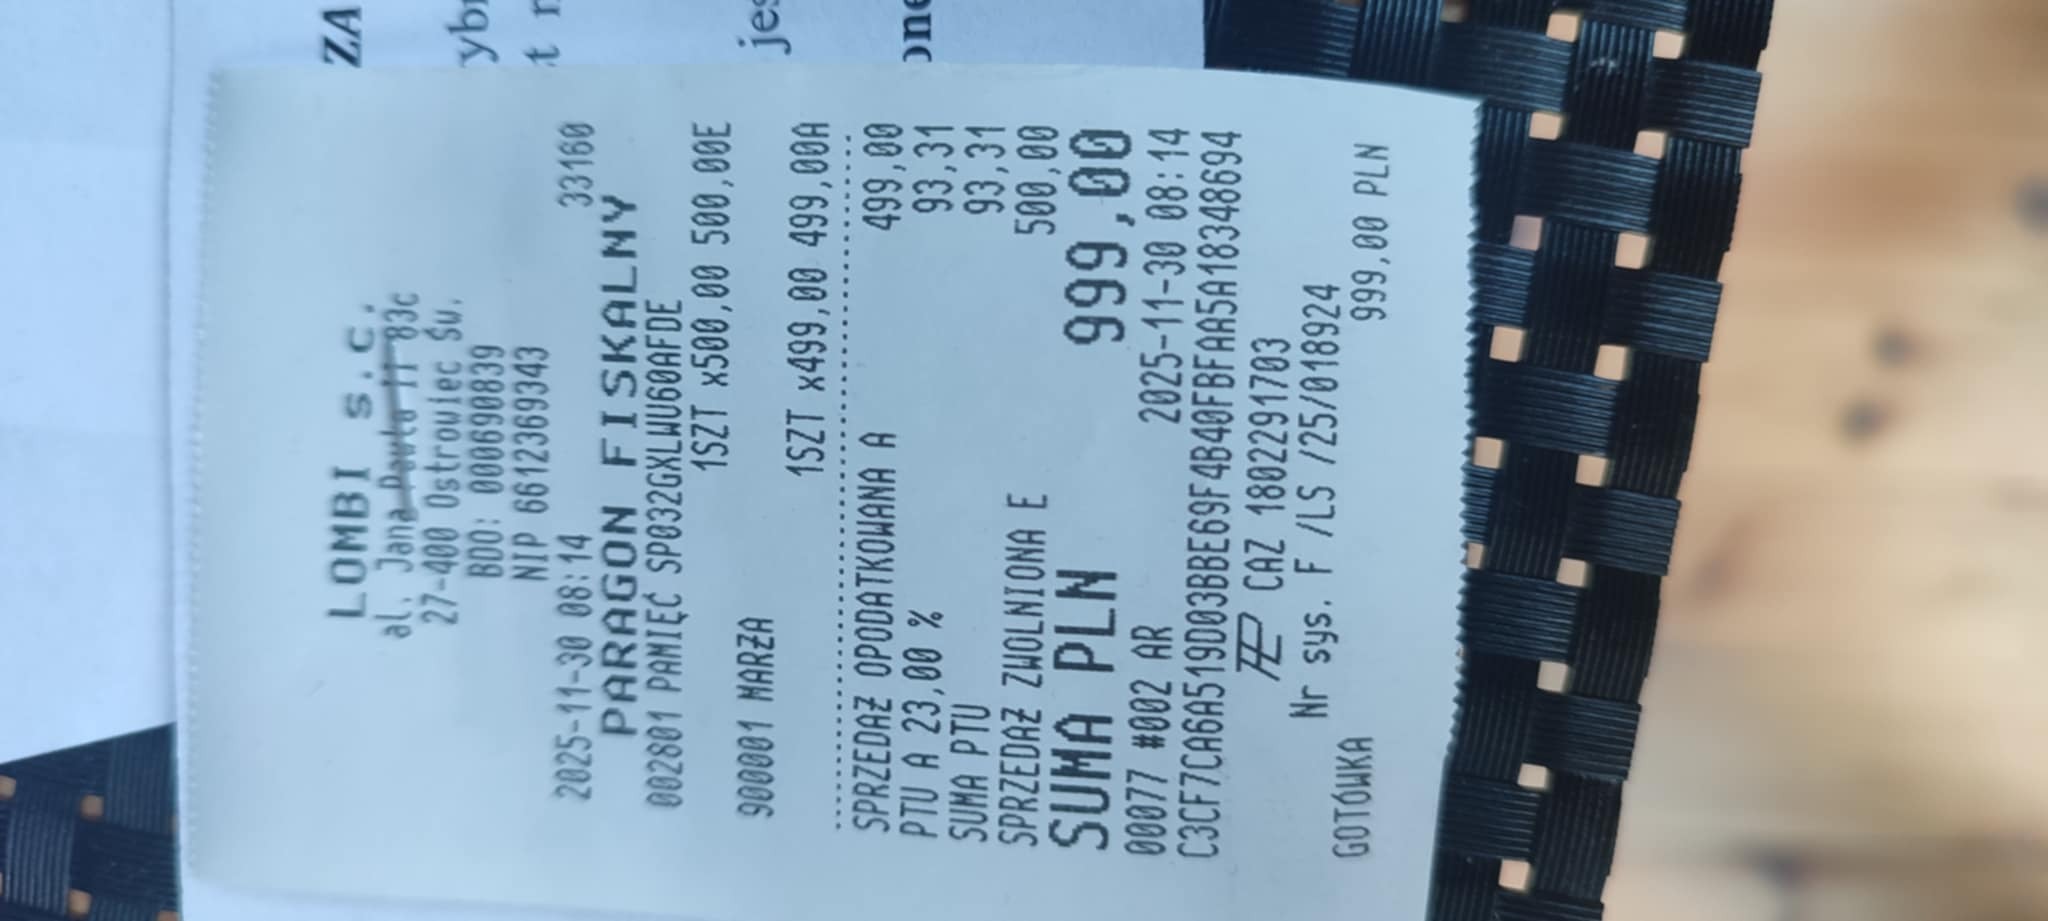 ZA
ybr
t r
jes
one
LOMBI S.C.
al. Jana Pawła II 83c
27-400 Ostrowiec Św.
BDO: 000690839
NIP 6612369343
2025-11-30 08:14 33160
PARAGON FISKALNY
002801 PAMIĘĆ SP032GXLWU60AFDE
1SZT x500,00 500,00E
900001 MARŻA
1SZT x499,00 499,00A
SPRZEDAŻ OPODATKOWANA A 499,00
PTU A 23,00 % 93,31
SUMA PTU 93,31
SPRZEDAŻ ZWOLNIONA E 500,00
SUMA PLN 999,00
00077 #002 AR 2025-11-30 08:14
C3CF7CA6A519D03BBE69F4B40FBFAA5A18348694
CAZ 1802291703
Nr sys. F /LS /25/018924
GOTÓWKA 999,00 PLN